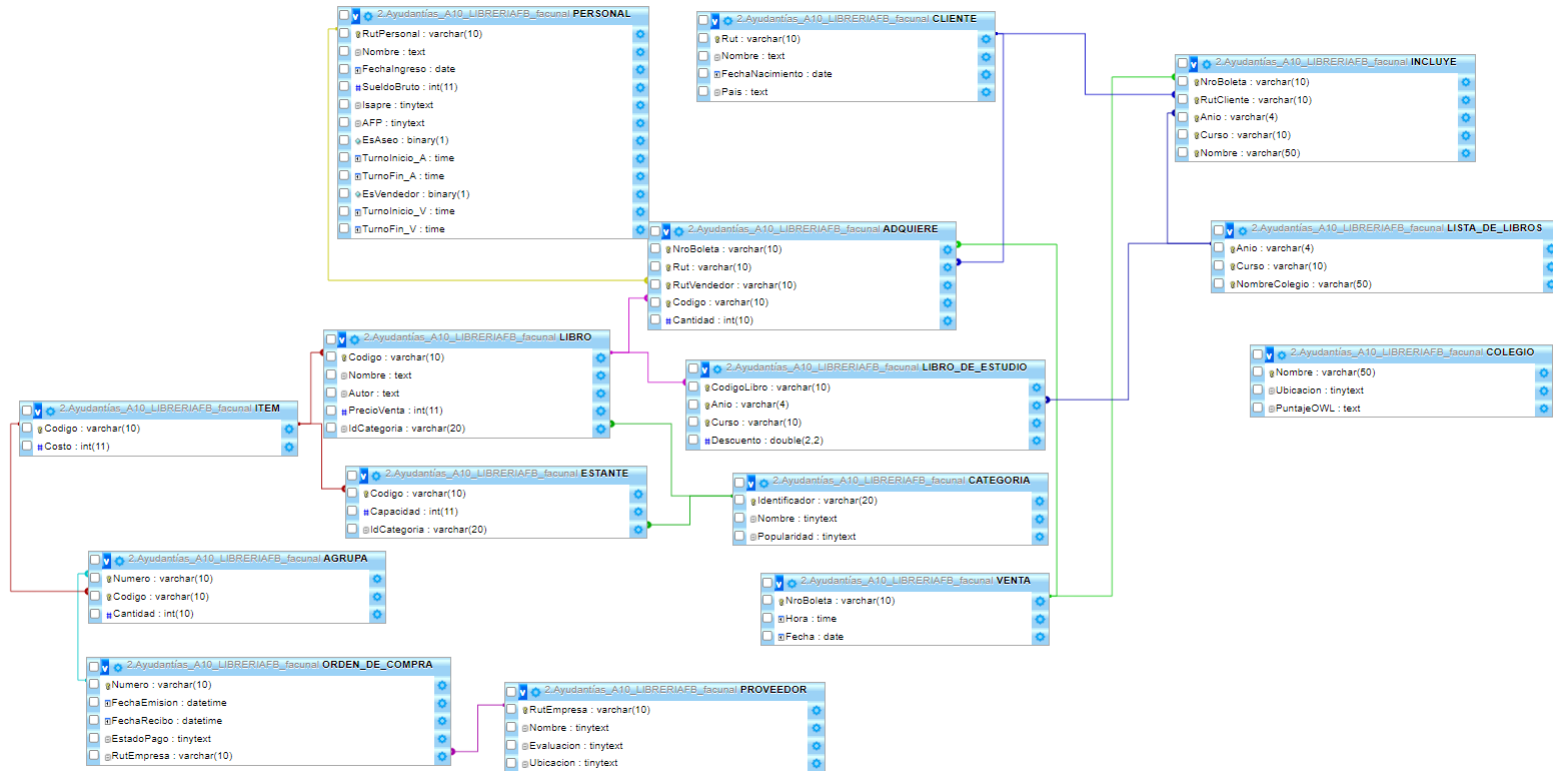 2.Ayudantías_A10_LIBRERIAFB_facunal PERSONAL
RutPersonal : varchar(10)
Nombre : text
FechaIngreso : date
SueldoBruto : int(11)
Isapre : tinytext
AFP : tinytext
EsAseo : binary(1)
TurnoInicio_A : time
TurnoFin_A : time
EsVendedor : binary(1)
TurnoInicio_V : time
TurnoFin_V : time
2.Ayudantías_A10_LIBRERIAFB_facunal CLIENTE
Rut : varchar(10)
Nombre : text
FechaNacimiento : date
Pais : text
2.Ayudantías_A10_LIBRERIAFB_facunal INCLUYE
NroBoleta : varchar(10)
RutCliente : varchar(10)
Anio : varchar(4)
Curso : varchar(10)
Nombre : varchar(50)
2.Ayudantías_A10_LIBRERIAFB_facunal ADQUIERE
NroBoleta : varchar(10)
Rut : varchar(10)
RutVendedor : varchar(10)
Codigo : varchar(10)
Cantidad : int(10)
2.Ayudantías_A10_LIBRERIAFB_facunal LISTA_DE_LIBROS
Anio : varchar(4)
Curso : varchar(10)
NombreColegio : varchar(50)
2.Ayudantías_A10_LIBRERIAFB_facunal LIBRO
Codigo : varchar(10)
Nombre : text
Autor : text
PrecioVenta : int(11)
IdCategoria : varchar(20)
2.Ayudantías_A10_LIBRERIAFB_facunal LIBRO_DE_ESTUDIO
CodigoLibro : varchar(10)
Anio : varchar(4)
Curso : varchar(10)
Descuento : double(2,2)
2.Ayudantías_A10_LIBRERIAFB_facunal COLEGIO
Nombre : varchar(50)
Ubicacion : tinytext
PuntajeOWL : text
2.Ayudantías_A10_LIBRERIAFB_facunal ITEM
Codigo : varchar(10)
Costo : int(11)
2.Ayudantías_A10_LIBRERIAFB_facunal ESTANTE
Codigo : varchar(10)
Capacidad : int(11)
IdCategoria : varchar(20)
2.Ayudantías_A10_LIBRERIAFB_facunal CATEGORIA
Identificador : varchar(20)
Nombre : tinytext
Popularidad : tinytext
2.Ayudantías_A10_LIBRERIAFB_facunal AGRUPA
Numero : varchar(10)
Codigo : varchar(10)
Cantidad : int(10)
2.Ayudantías_A10_LIBRERIAFB_facunal VENTA
NroBoleta : varchar(10)
Hora : time
Fecha : date
2.Ayudantías_A10_LIBRERIAFB_facunal ORDEN_DE_COMPRA
Numero : varchar(10)
FechaEmision : datetime
FechaRecibo : datetime
EstadoPago : tinytext
RutEmpresa : varchar(10)
2.Ayudantías_A10_LIBRERIAFB_facunal PROVEEDOR
RutEmpresa : varchar(10)
Nombre : tinytext
Evaluacion : tinytext
Ubicacion : tinytext